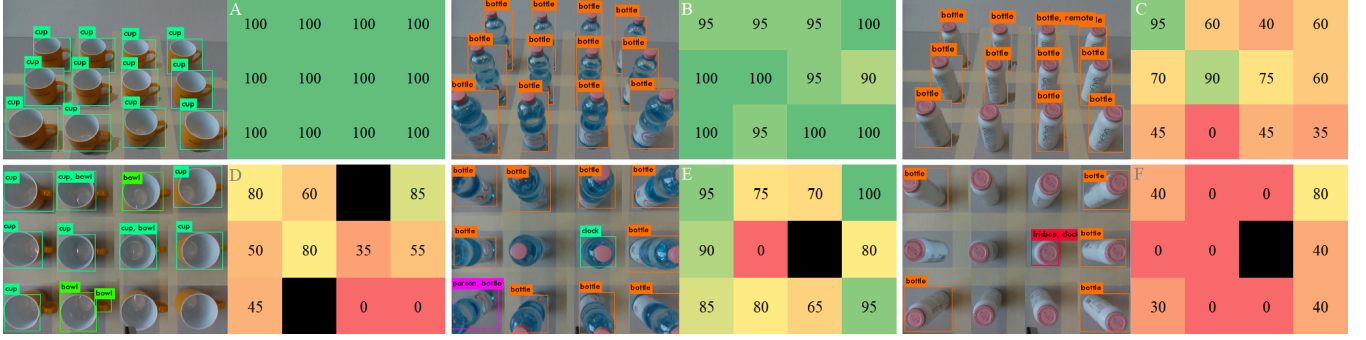 cup cup cup cup
cup cup cup cup
cup cup
A
100 100 100 100
100 100 100 100
100 100 100 100
bottle bottle bottle bottle
bottle bottle bottle bottle
bottle bottle bottle bottle
B
95 95 95 100
100 100 95 90
100 95 100 100
bottle bottle bottle, remote le
bottle bottle bottle bottle
bottle bottle bottle bottle
C
95 60 40 60
70 90 75 60
45 0 45 35
cup cup, bowl bowl cup
cup cup cup, bowl cup
cup bowl bowl
D
80 60 85
50 80 35 55
45 0 0
bottle bottle bottle bottle
bottle clock bottle
person, bottle bottle bottle bottle
E
95 75 70 100
90 0 80
85 80 65 95
bottle bottle
frisbee, clock bottle
bottle bottle
F
40 0 0 80
0 0 40
30 0 0 40